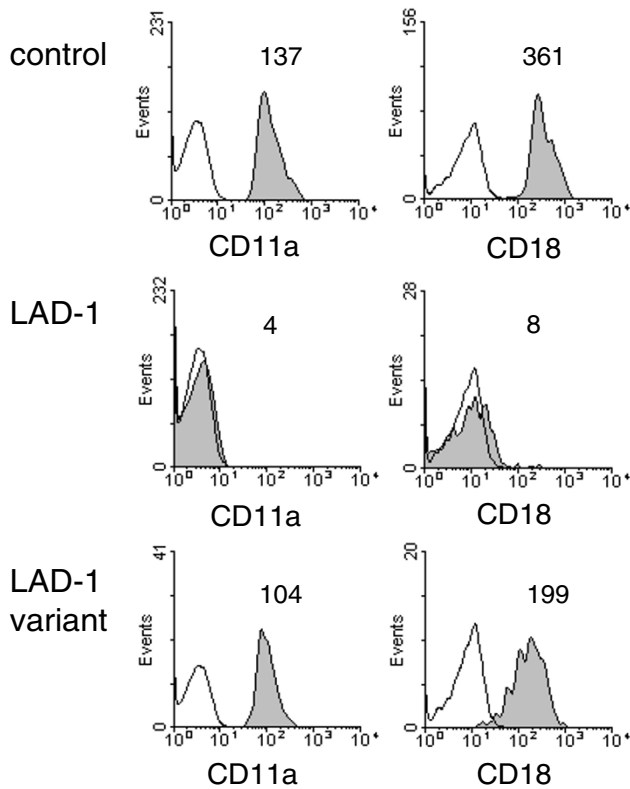 control
231
137
Events
0
10⁰ 10¹ 10² 10³ 10⁴
CD11a
156
361
Events
0
10⁰ 10¹ 10² 10³ 10⁴
CD18
LAD-1
232
4
Events
0
10⁰ 10¹ 10² 10³ 10⁴
CD11a
28
8
Events
0
10⁰ 10¹ 10² 10³ 10⁴
CD18
LAD-1
variant
41
104
Events
0
10⁰ 10¹ 10² 10³ 10⁴
CD11a
20
199
Events
0
10⁰ 10¹ 10² 10³ 10⁴
CD18